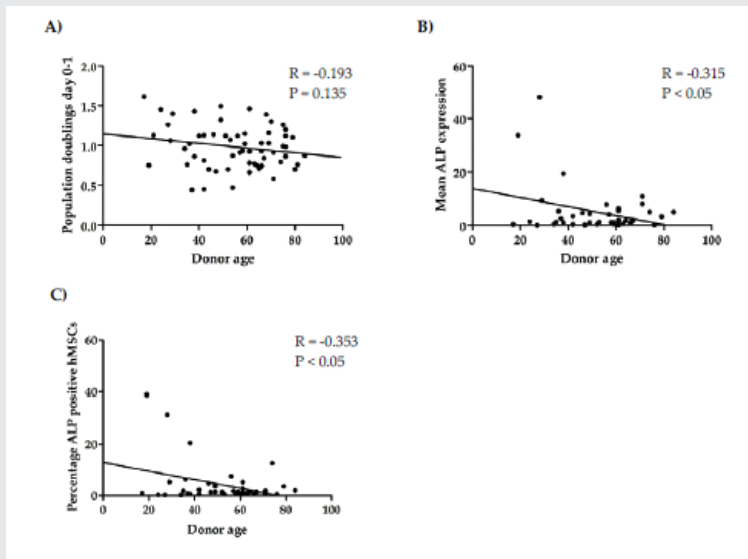 A)
R = -0.193
P = 0.135
Population doublings day 0-1
2.0
1.5
1.0
0.5
0.0
0 20 40 60 80 100
Donor age
B)
R = -0.315
P < 0.05
Mean ALP expression
60
40
20
0
0 20 40 60 80 100
Donor age
C)
R = -0.353
P < 0.05
Percentage ALP positive hMSCs
60
40
20
0
0 20 40 60 80 100
Donor age